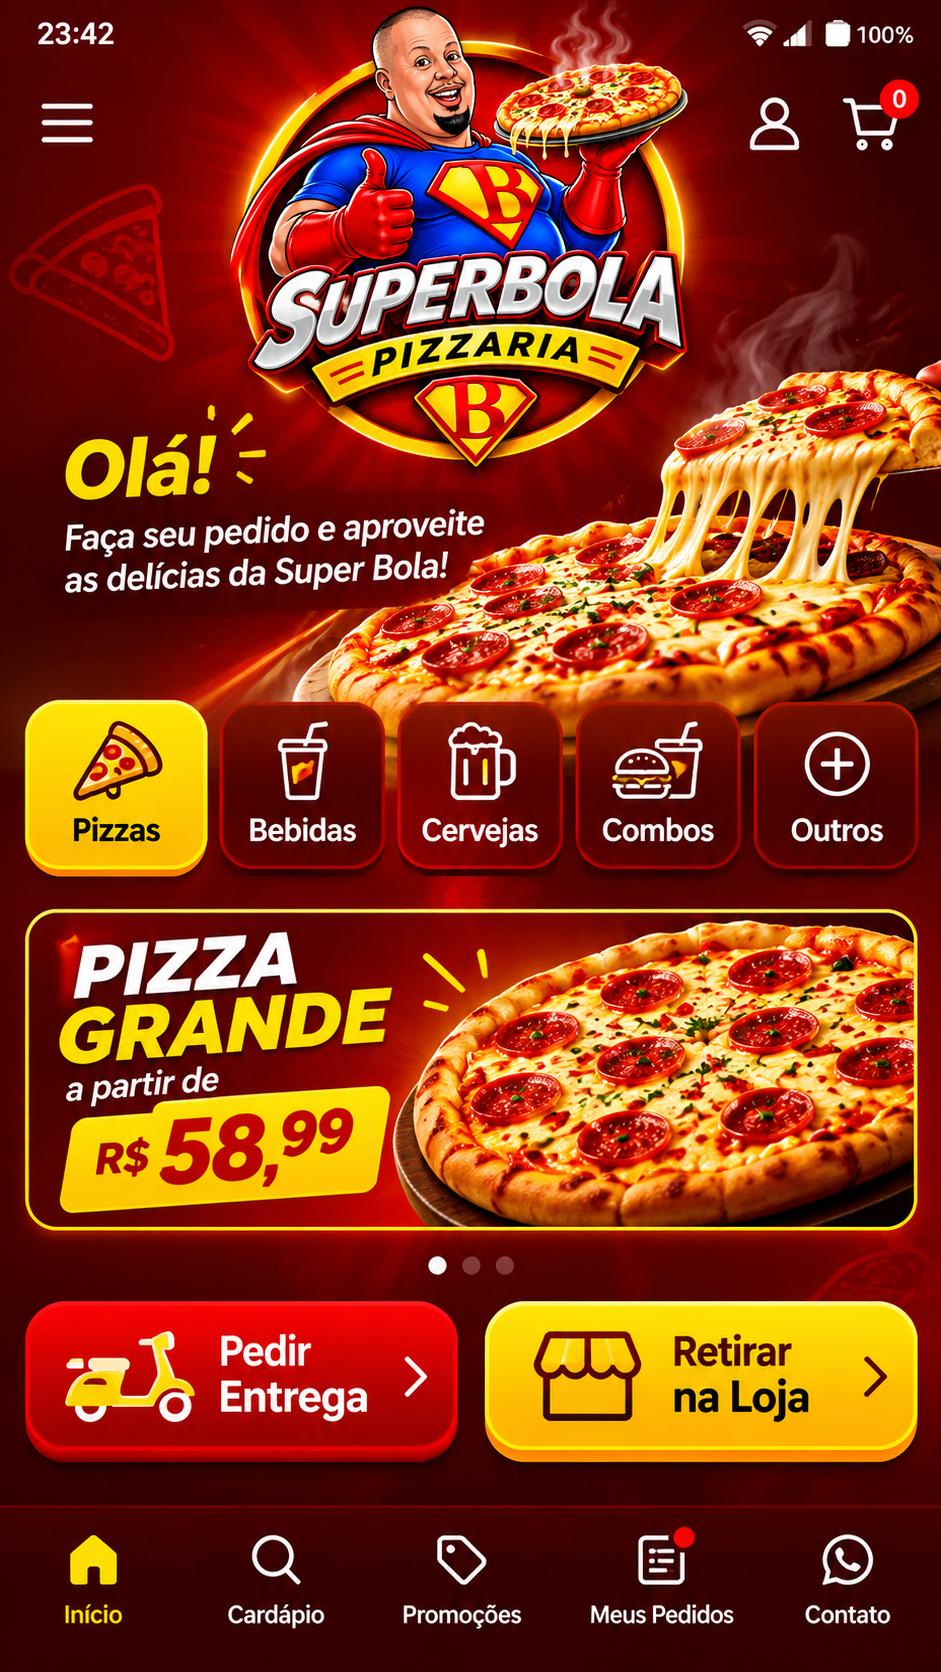 23:42
100%
0
B
SUPERBOLA
PIZZARIA
B
Olá!
Faça seu pedido e aproveite
as delícias da Super Bola!
Pizzas
Bebidas
Cervejas
Combos
Outros
PIZZA
GRANDE
a partir de
R$ 58,99
Pedir
Entrega
Retirar
na Loja
Início
Cardápio
Promoções
Meus Pedidos
Contato